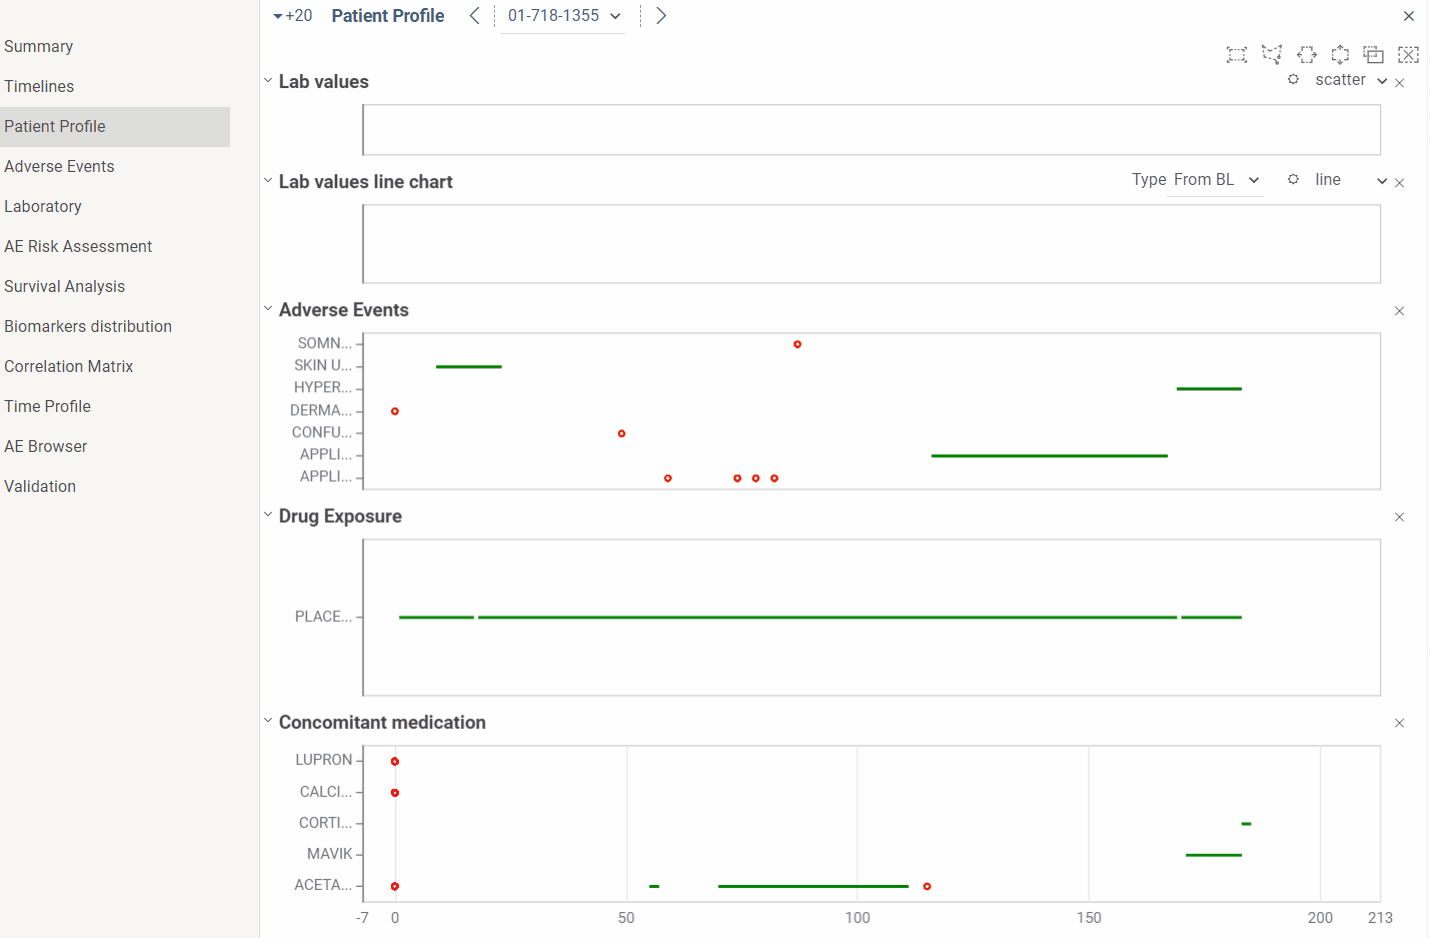 +20 Patient Profile 01-718-1355
Summary
Timelines
Patient Profile
Adverse Events
Laboratory
AE Risk Assessment
Survival Analysis
Biomarkers distribution
Correlation Matrix
Time Profile
AE Browser
Validation
Lab values scatter
Lab values line chart Type From BL line
Adverse Events
SOMN...
SKIN U...
HYPER...
DERMA...
CONFU...
APPLI...
APPLI...
Drug Exposure
PLACE...
Concomitant medication
LUPRON
CALCI...
CORTI...
MAVIK
ACETA...
-7 0 50 100 150 200 213